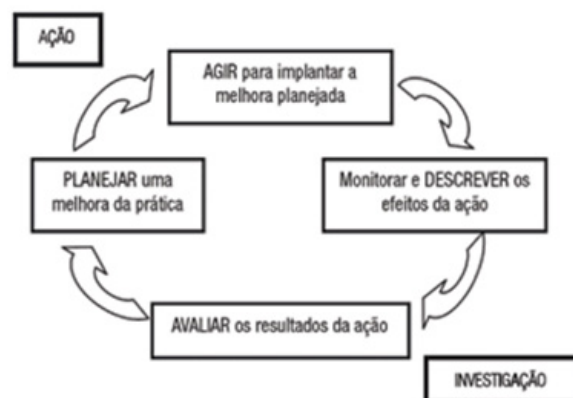 AÇÃO
AGIR para implantar a
melhora planejada
PLANEJAR uma
melhora da prática
Monitorar e DESCREVER os
efeitos da ação
AVALIAR os resultados da ação
INVESTIGAÇÃO